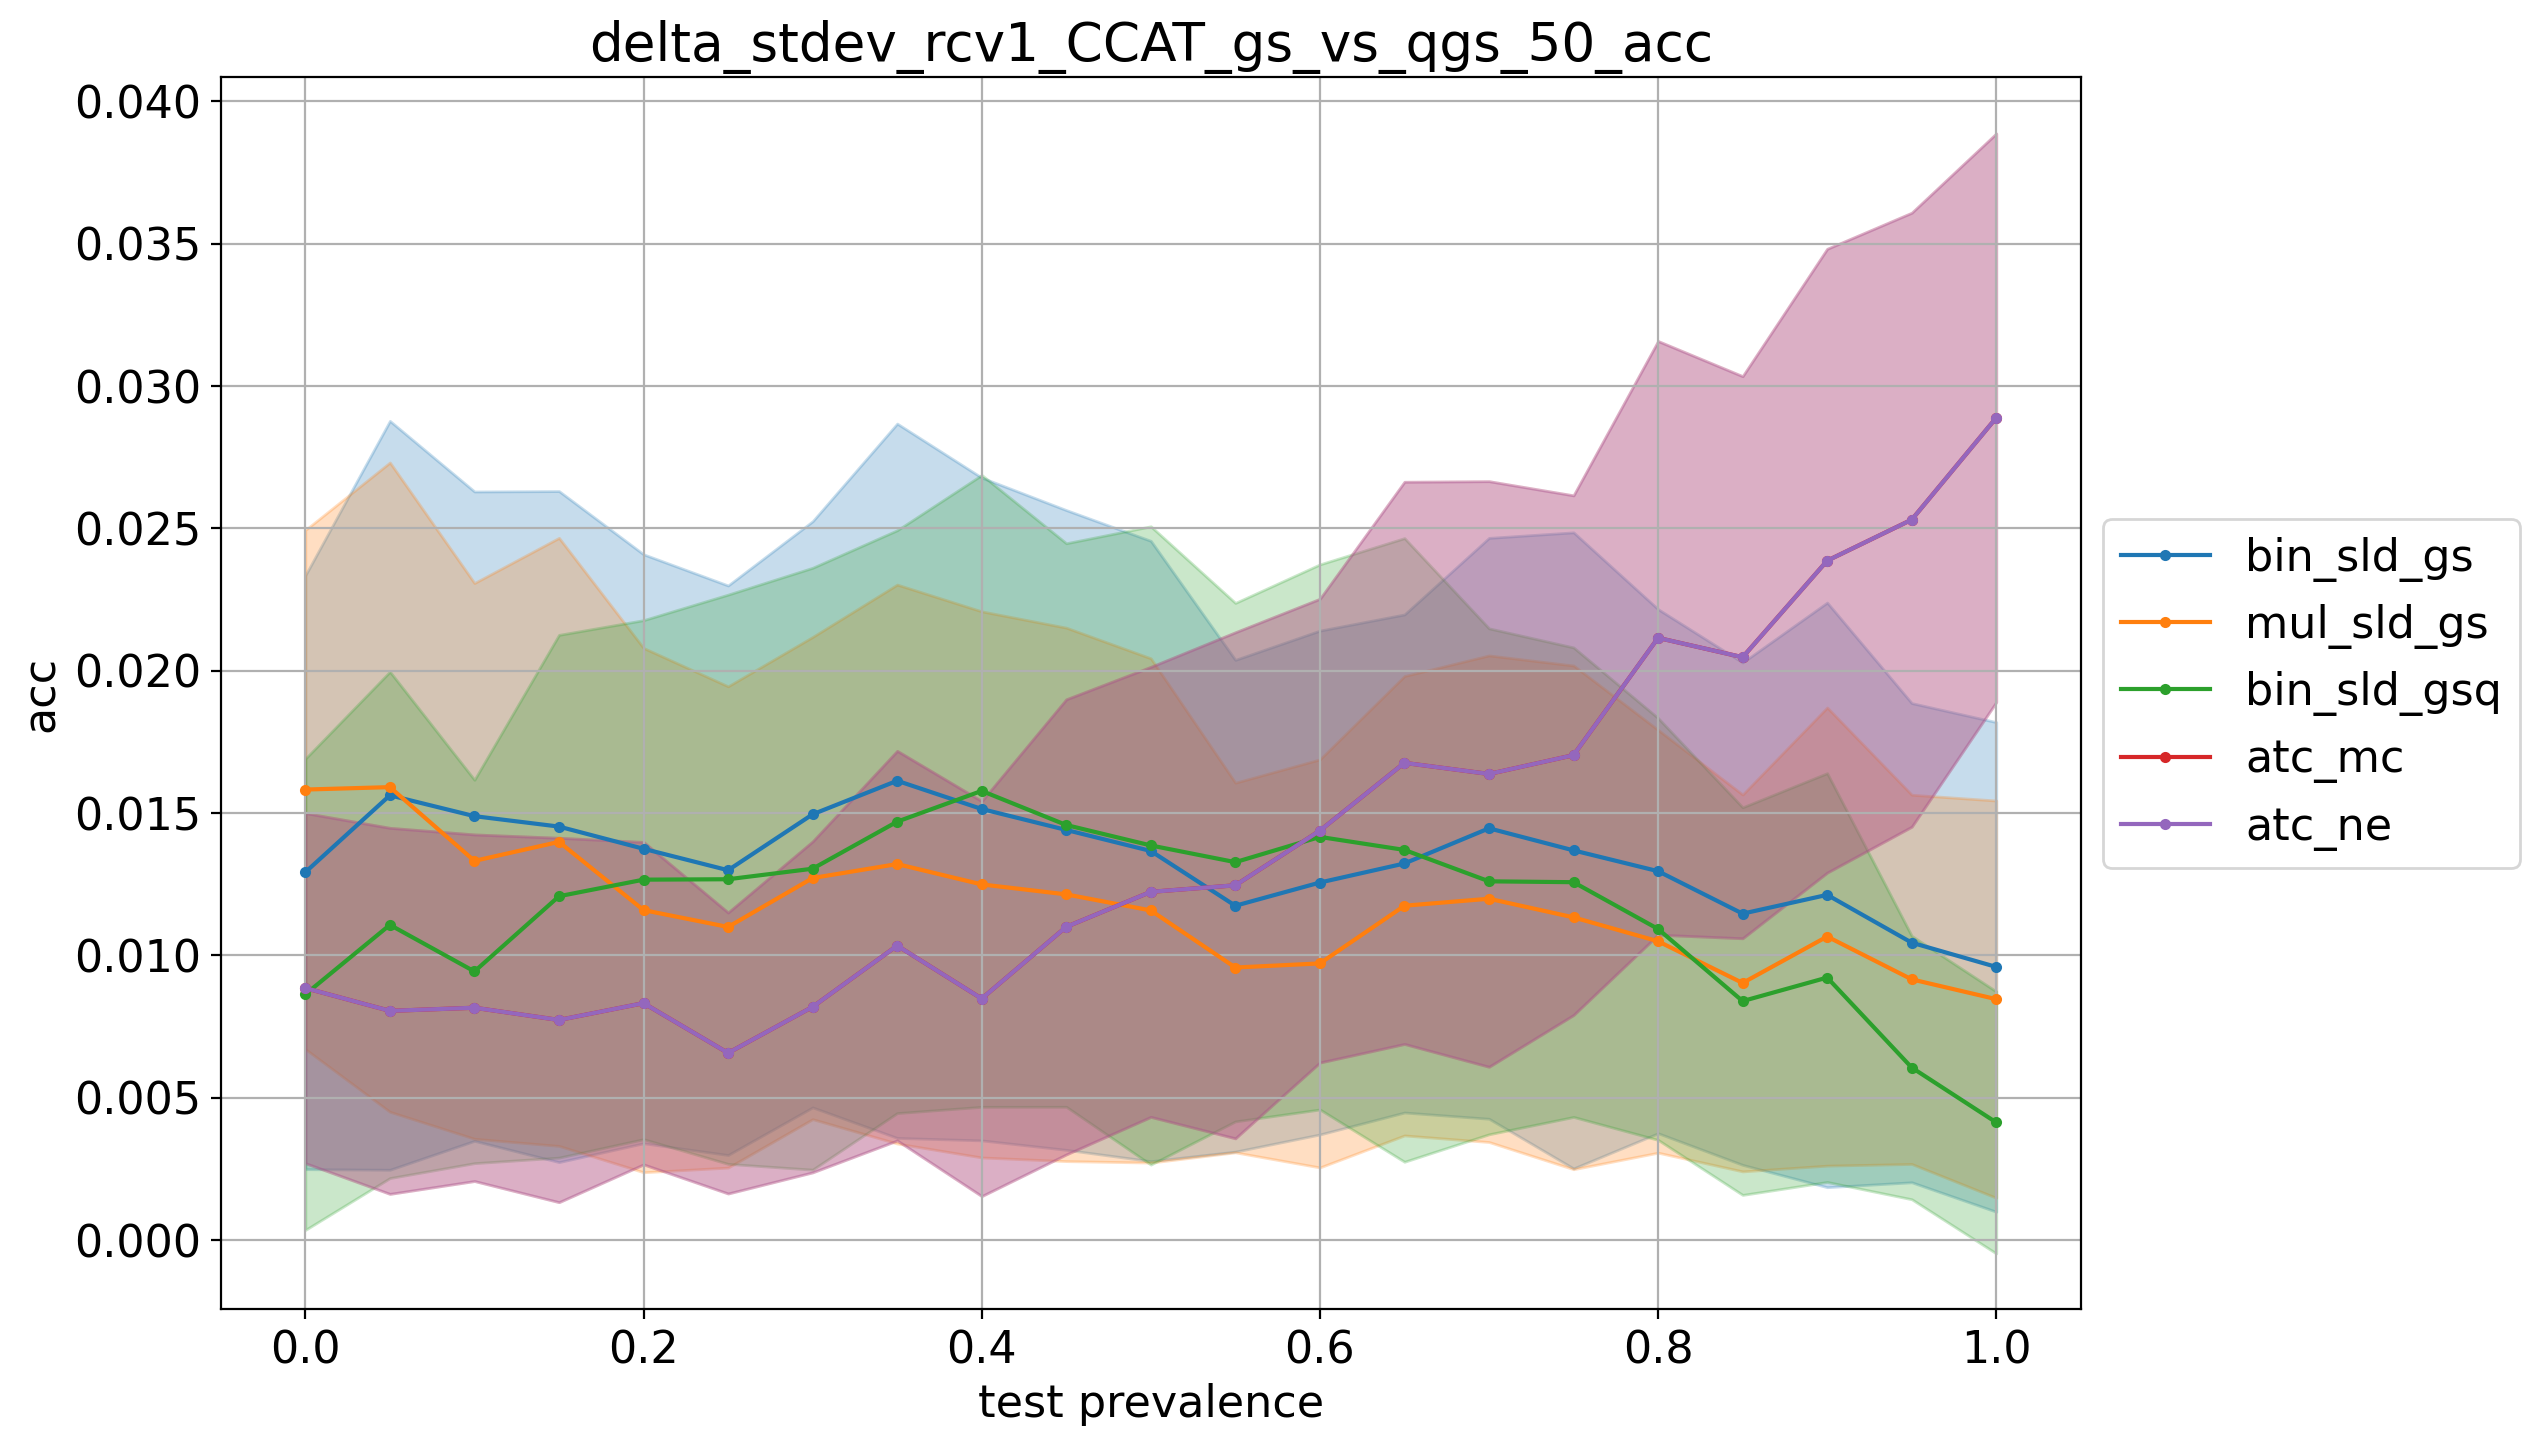 delta_stdev_rcv1_CCAT_gs_vs_qgs_50_acc
0.040
0.035
0.030
0.025
0.020
0.015
0.010
0.005
0.000
acc
0.0 0.2 0.4 0.6 0.8 1.0
test prevalence
bin_sld_gs
mul_sld_gs
bin_sld_gsq
atc_mc
atc_ne